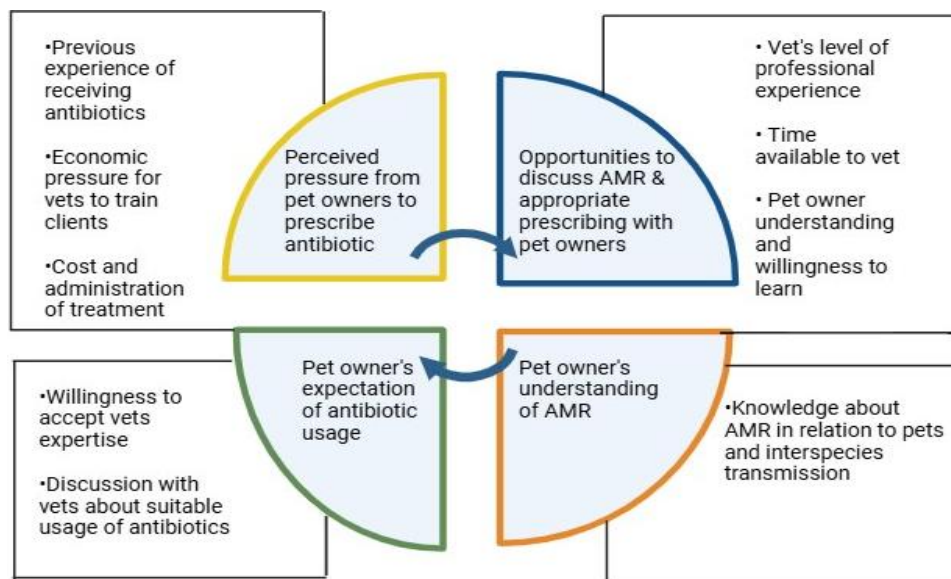 •Previous
experience of
receiving
antibiotics
•Economic
pressure for
vets to train
clients
•Cost and
administration
of treatment
Perceived
pressure from
pet owners to
prescribe
antibiotic
Opportunities to
discuss AMR &
appropriate
prescribing with
pet owners
• Vet's level of
professional
experience
• Time
available to vet
• Pet owner
understanding
and
willingness to
learn
•Willingness to
accept vets
expertise
•Discussion with
vets about suitable
usage of antibiotics
Pet owner's
expectation
of antibiotic
usage
Pet owner's
understanding
of AMR
•Knowledge about
AMR in relation to pets
and interspecies
transmission